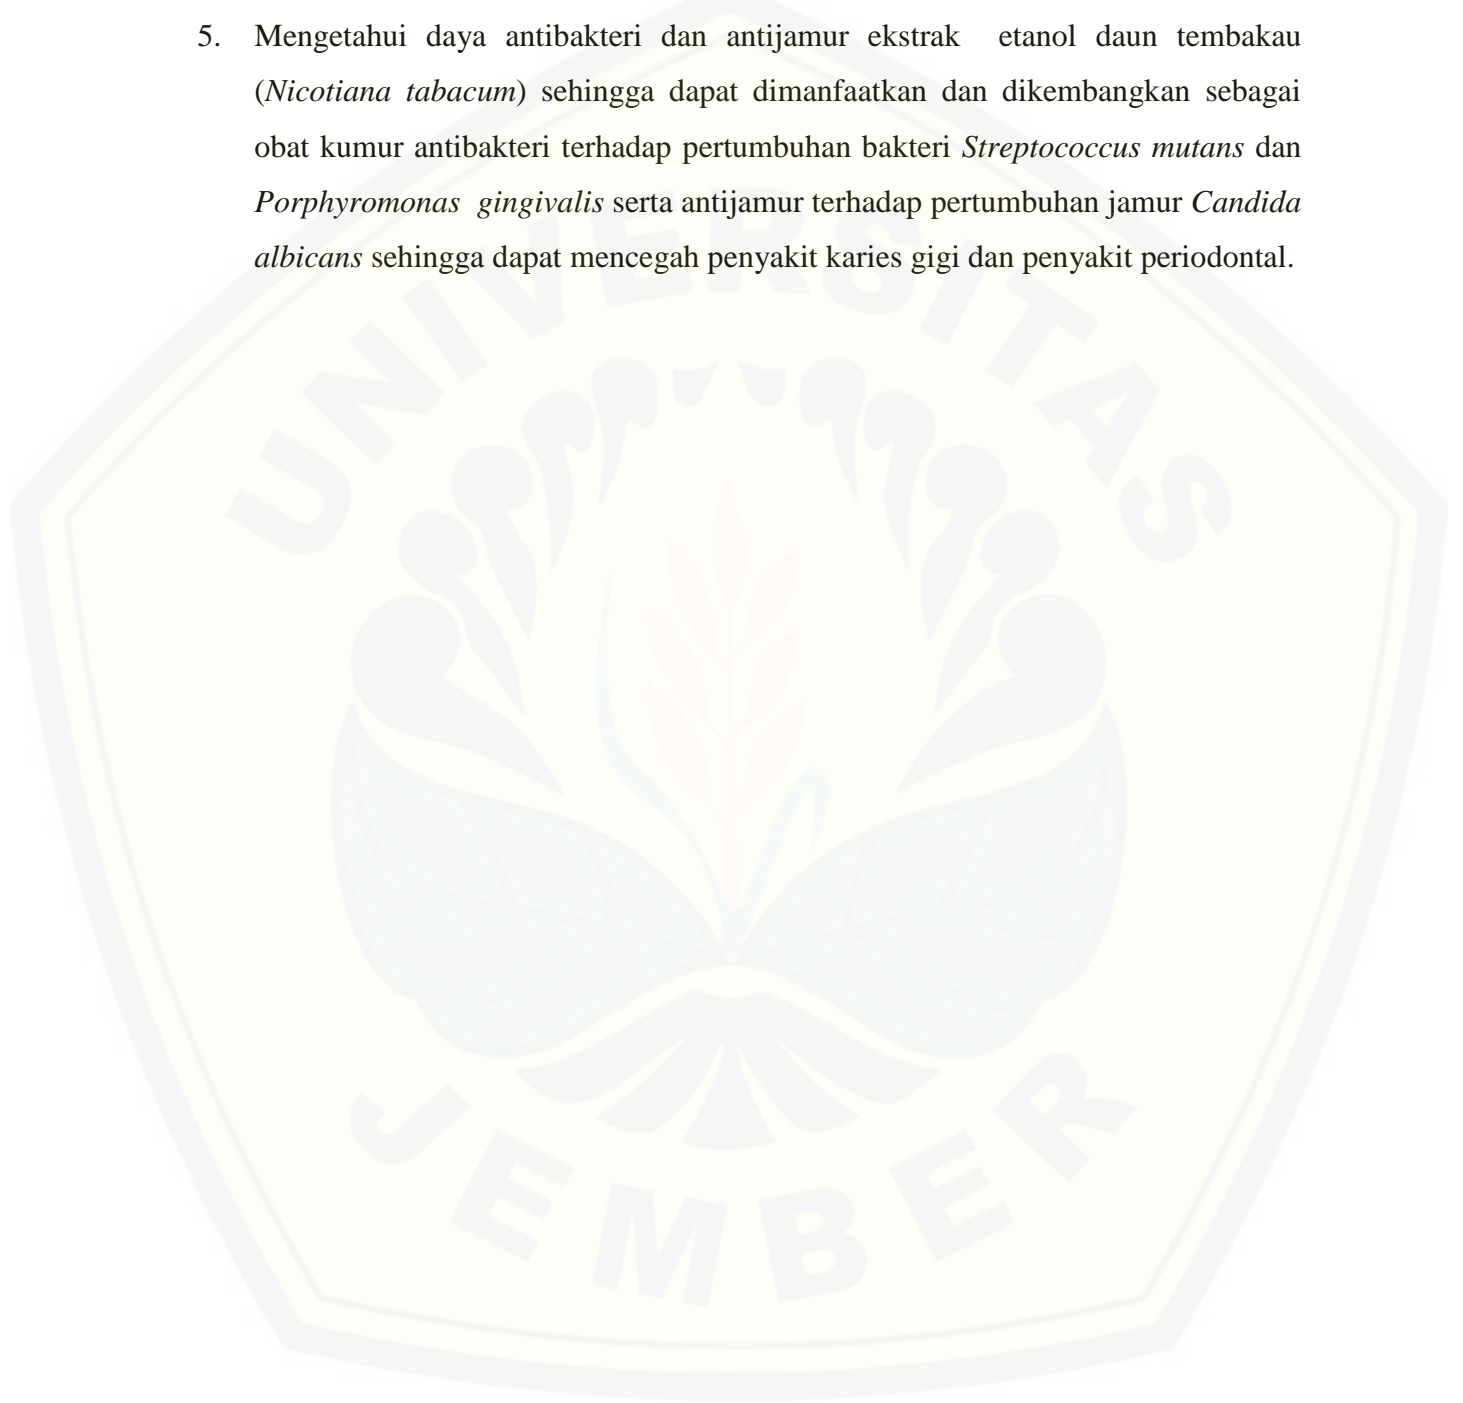 5. Mengetahui daya antibakteri dan antijamur ekstrak etanol daun tembakau
(Nicotiana tabacum) sehingga dapat dimanfaatkan dan dikembangkan sebagai
obat kumur antibakteri terhadap pertumbuhan bakteri Streptococcus mutans dan
Porphyromonas gingivalis serta antijamur terhadap pertumbuhan jamur Candida
albicans sehingga dapat mencegah penyakit karies gigi dan penyakit periodontal.
UNIVERSITAS
JEMBER